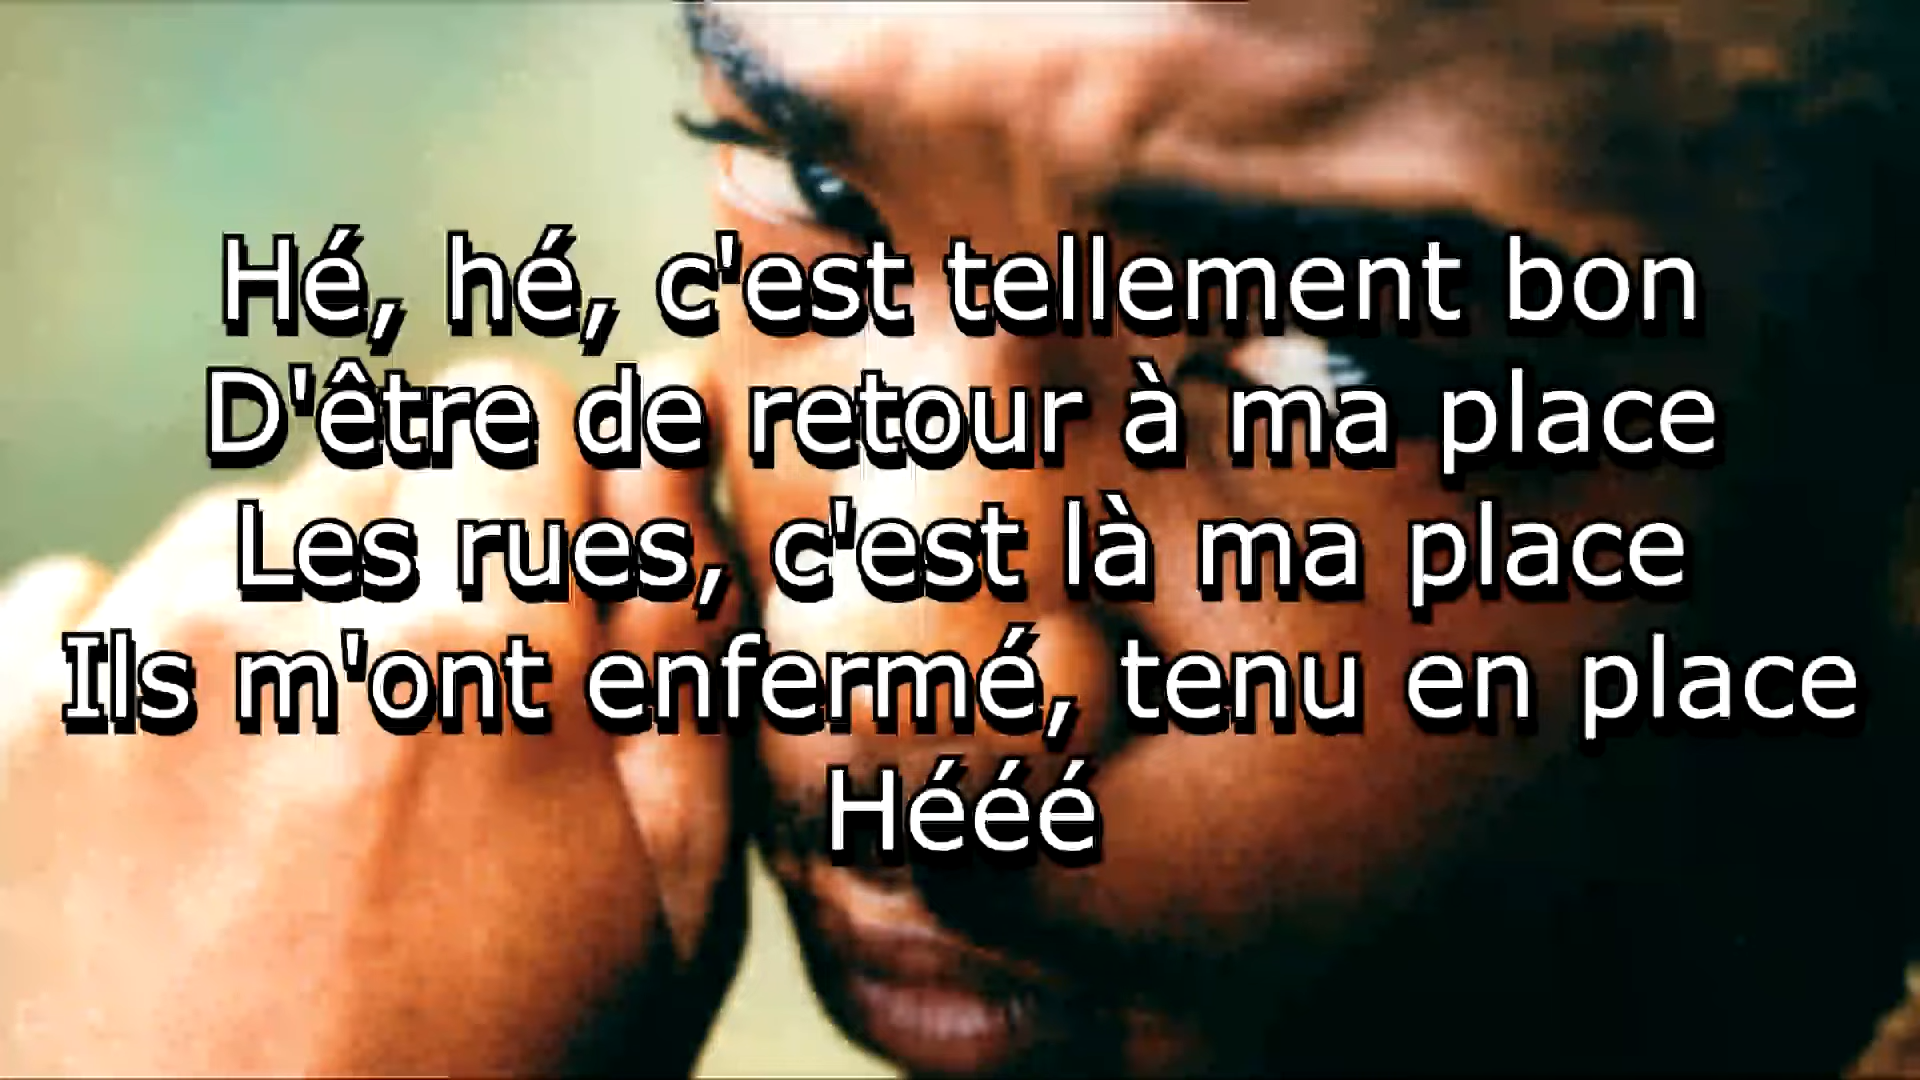 Hé, hé, c'est tellement bon
D'être de retour à ma place
Les rues, c'est là ma place
Ils m'ont enfermé, tenu en place
Hééé